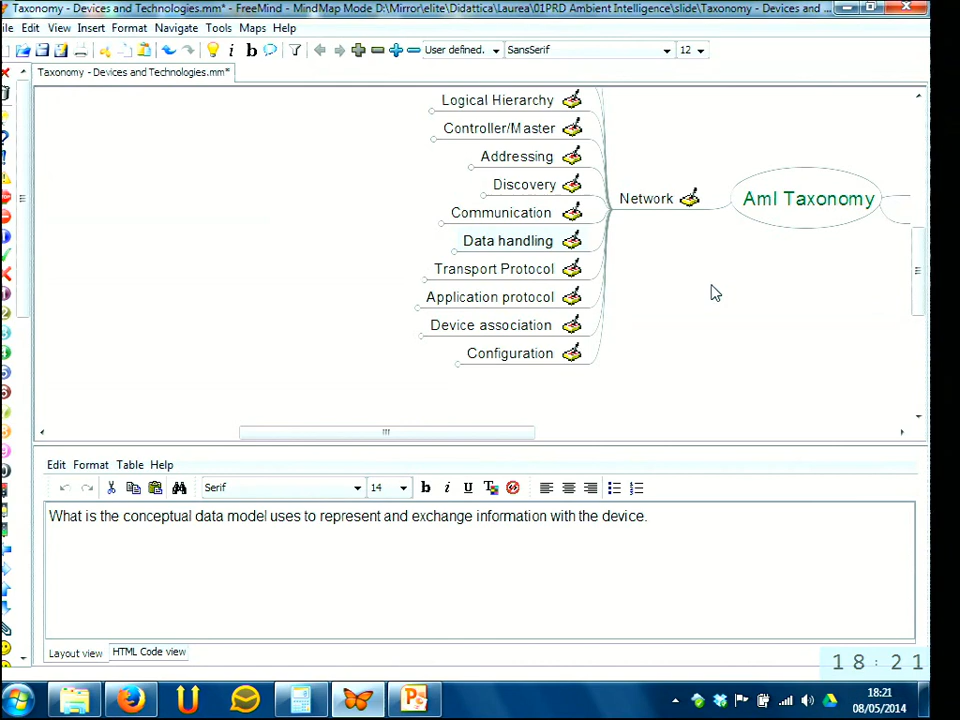 Taxonomy - Devices and Technologies.mm* - FreeMind - MindMap Mode D:\Mirror\elite\Didattica\Laurea\01PRD Ambient Intelligence\slide\Taxonomy - Devices and ...
ile Edit View Insert Format Navigate Tools Maps Help
User defined. SansSerif 12
Taxonomy - Devices and Technologies.mm*
Logical Hierarchy
Controller/Master
Addressing
Discovery
Network
AmI Taxonomy
Communication
Data handling
Transport Protocol
Application protocol
Device association
Configuration
Edit Format Table Help
Serif 14 b i U
What is the conceptual data model uses to represent and exchange information with the device.
Layout view HTML Code view
18:21
18:21
08/05/2014